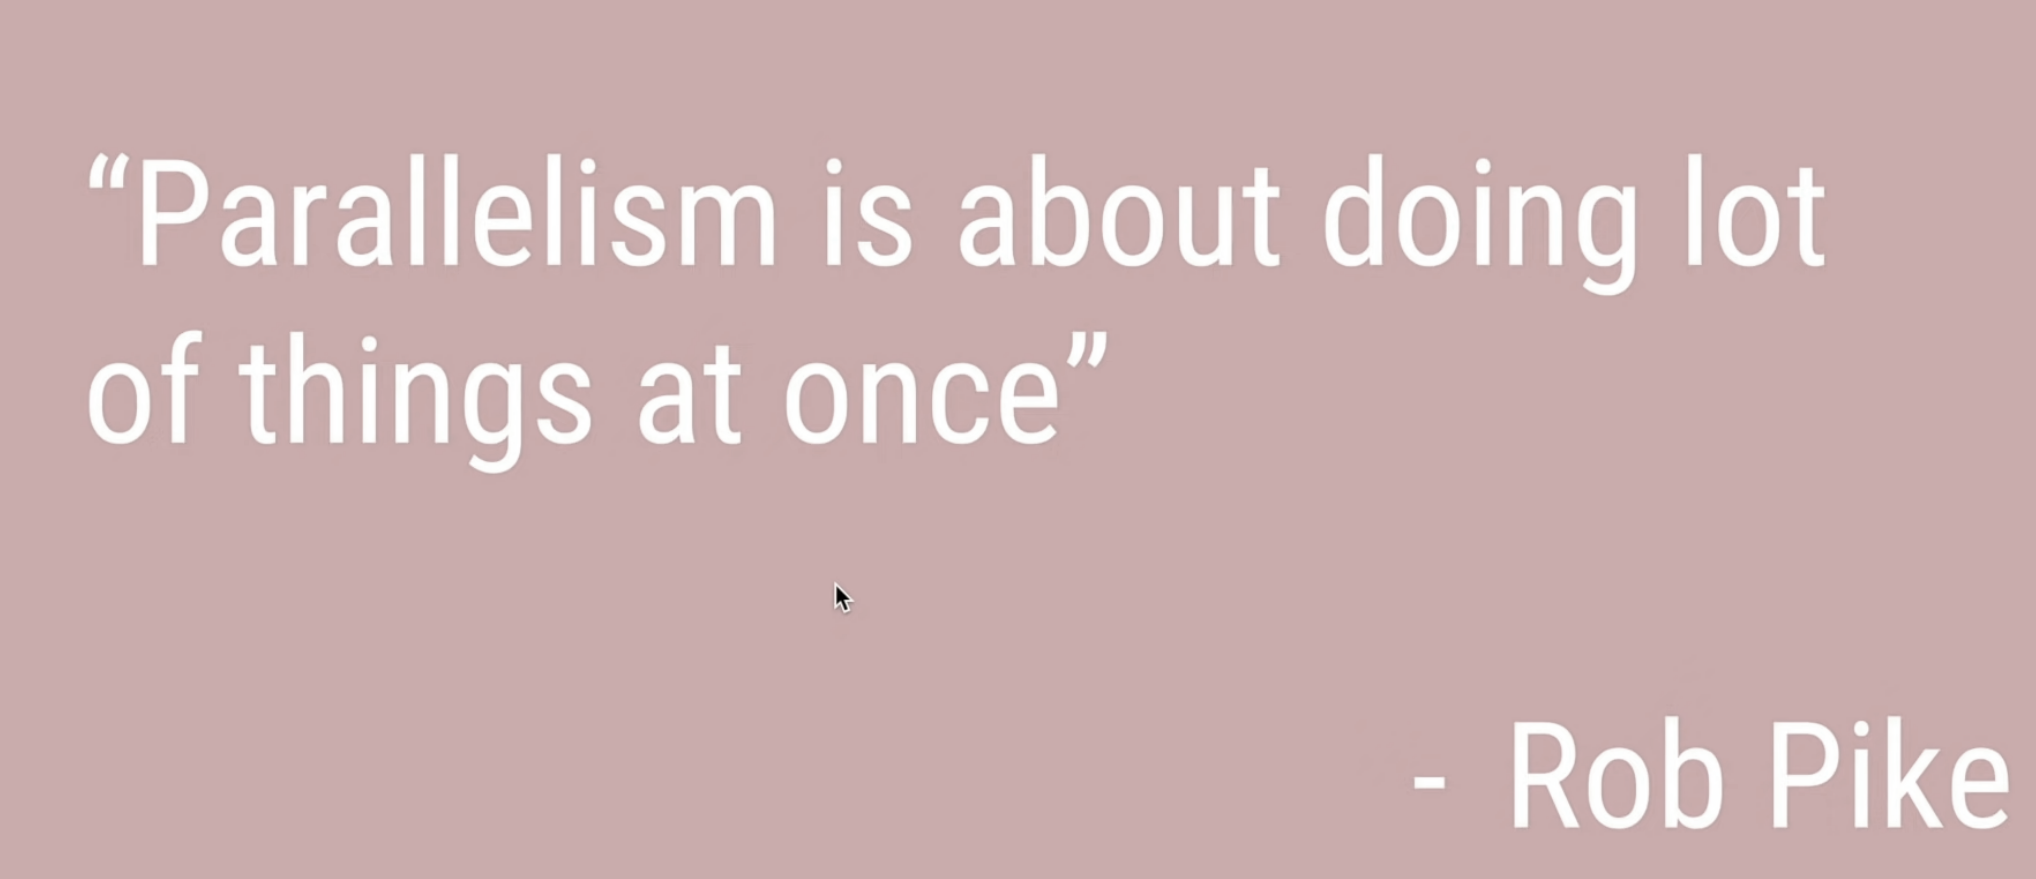 “Parallelism is about doing lot
of things at once”
- Rob Pike